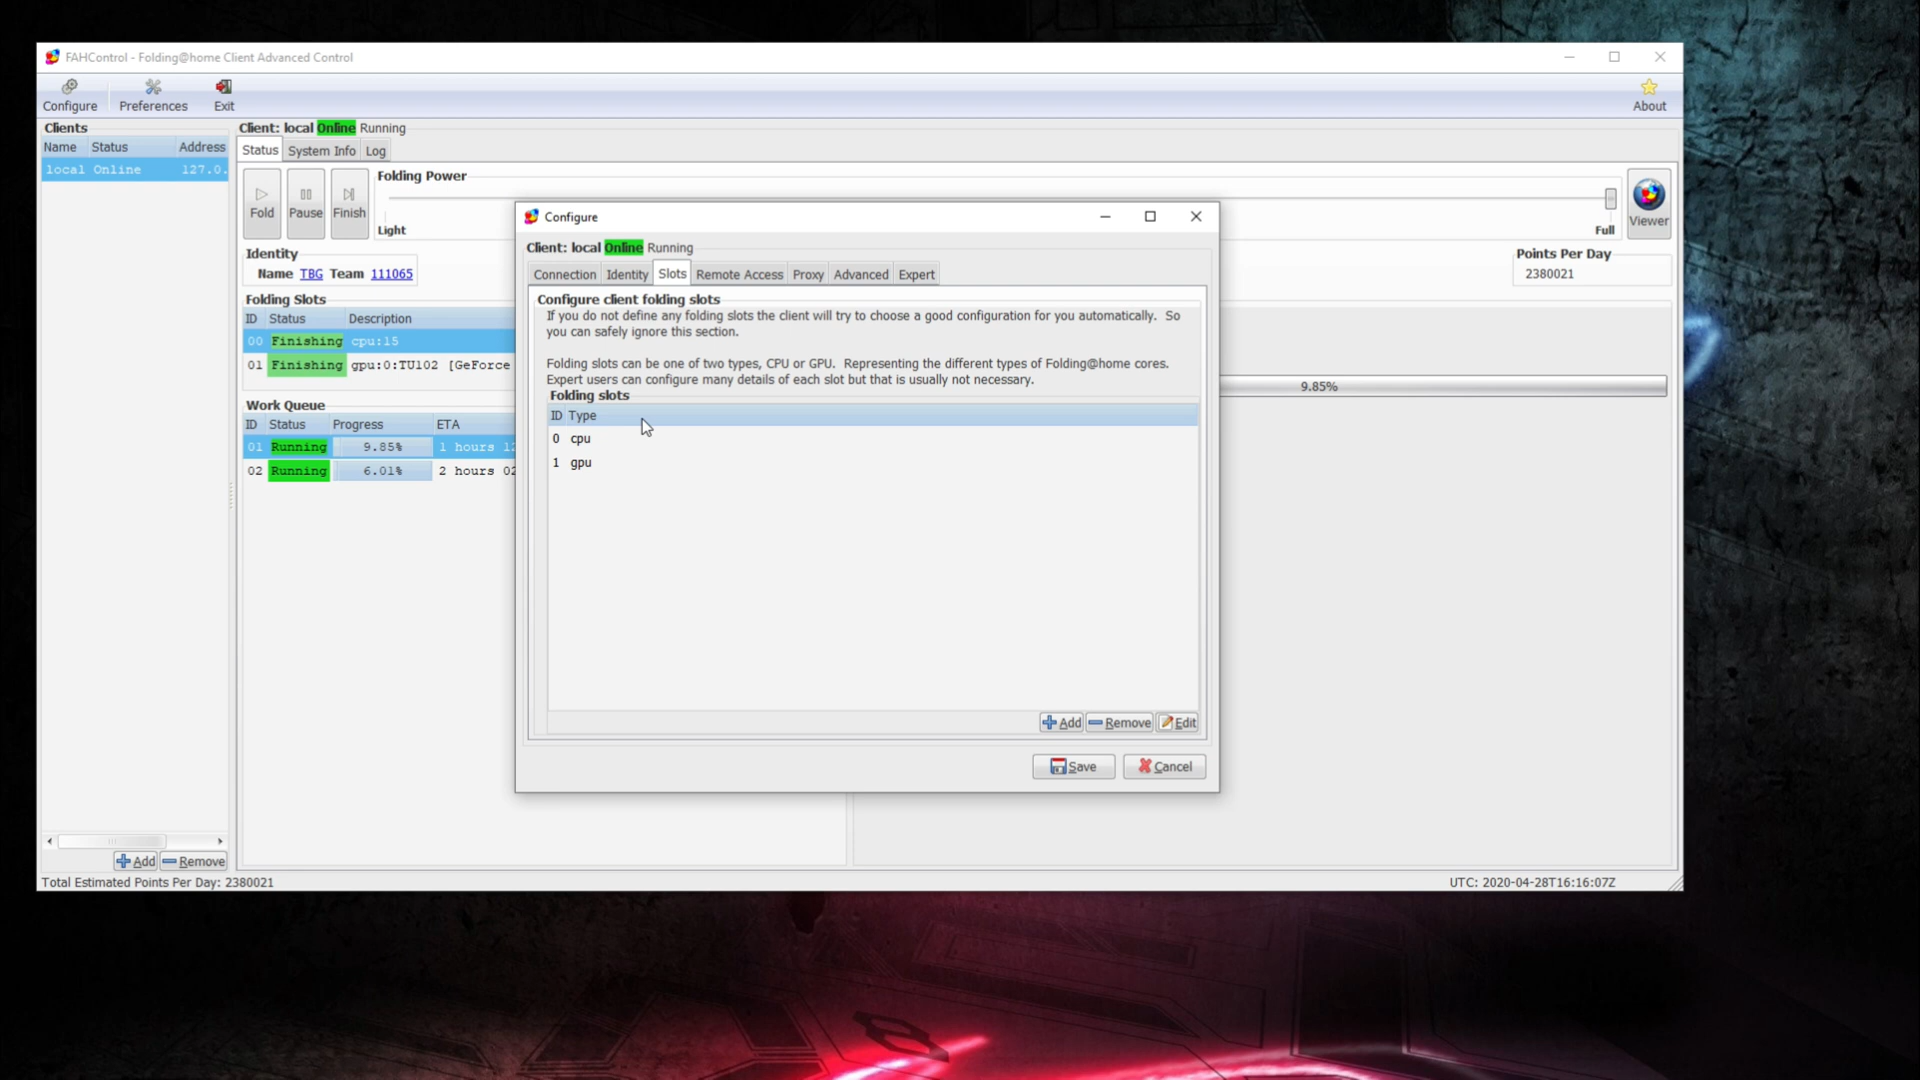 FAHControl - Folding@home Client Advanced Control
Configure Preferences Exit About
Clients
Name Status Address
local Online 127.0.
Add Remove
Total Estimated Points Per Day: 2380021
Client: local Online Running
Status System Info Log
Fold Pause Finish
Folding Power
Light Full
Viewer
Identity
Name TBG Team 111065
Points Per Day
2380021
Folding Slots
ID Status Description
00 Finishing cpu:15
01 Finishing gpu:0:TU102 [GeForce
Work Queue
ID Status Progress ETA
01 Running 9.85% 1 hours 12
02 Running 6.01% 2 hours 02
9.85%
Configure
Client: local Online Running
Connection Identity Slots Remote Access Proxy Advanced Expert
Configure client folding slots
If you do not define any folding slots the client will try to choose a good configuration for you automatically. So
you can safely ignore this section.
Folding slots can be one of two types, CPU or GPU. Representing the different types of Folding@home cores.
Expert users can configure many details of each slot but that is usually not necessary.
Folding slots
ID Type
0 cpu
1 gpu
Add Remove Edit
Save Cancel
UTC: 2020-04-28T16:16:07Z